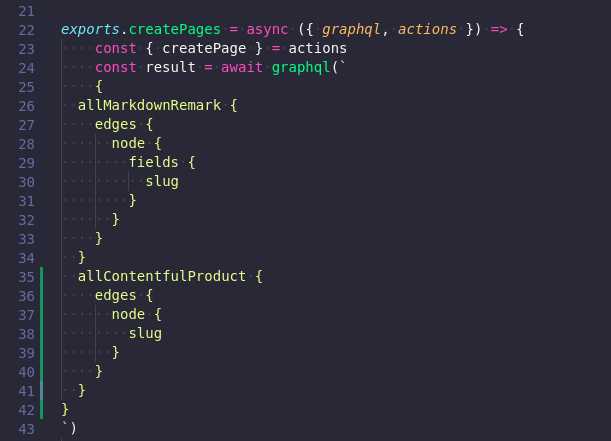 21
22 exports.createPages = async ({ graphql, actions }) => {
23     const { createPage } = actions
24     const result = await graphql(`
25     {
26   allMarkdownRemark {
27     edges {
28       node {
29         fields {
30           slug
31         }
32       }
33     }
34   }
35   allContentfulProduct {
36     edges {
37       node {
38         slug
39       }
40     }
41   }
42 }
43 `)